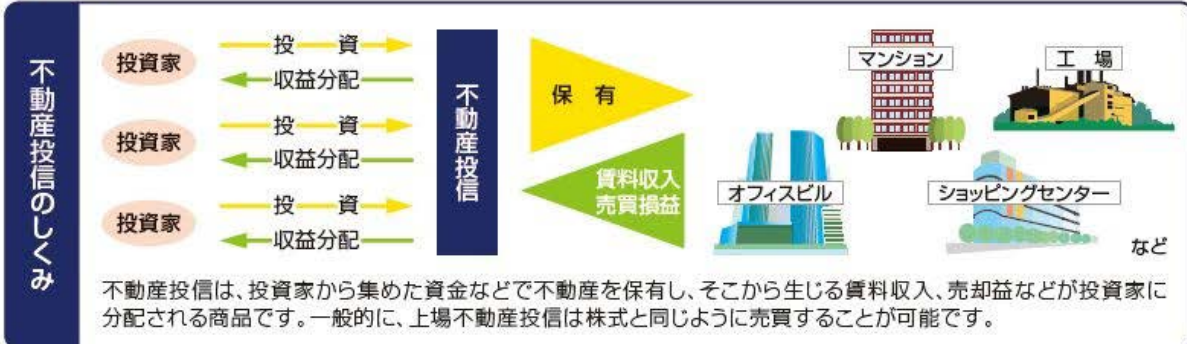 不動産投信のしくみ
投資家
投　資
収益分配
投資家
投　資
収益分配
投資家
投　資
収益分配
不動産投信
保　有
賃料収入
売買損益
マンション
工　場
オフィスビル
ショッピングセンター
など
不動産投信は、投資家から集めた資金などで不動産を保有し、そこから生じる賃料収入、売却益などが投資家に
分配される商品です。一般的に、上場不動産投信は株式と同じように売買することが可能です。